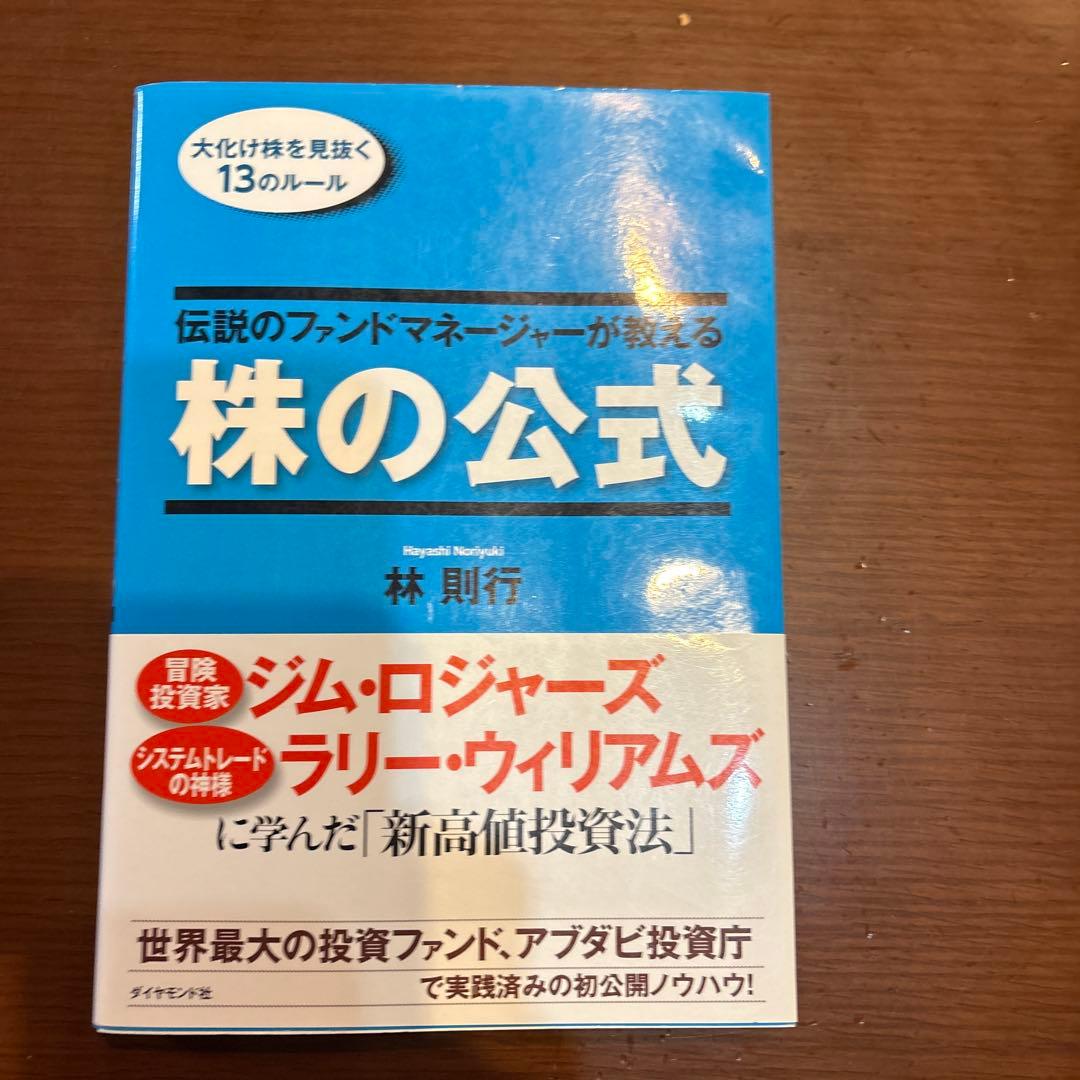 大化け株を見抜く
13のルール
伝説のファンドマネージャーが教える
株の公式
Hayashi Noriyuki
林 則行
冒険
投資家
ジム・ロジャーズ
システムトレード
の神様
ラリー・ウィリアムズ
に学んだ「新高値投資法」
世界最大の投資ファンド、アブダビ投資庁
で実践済みの初公開ノウハウ!
ダイヤモンド社